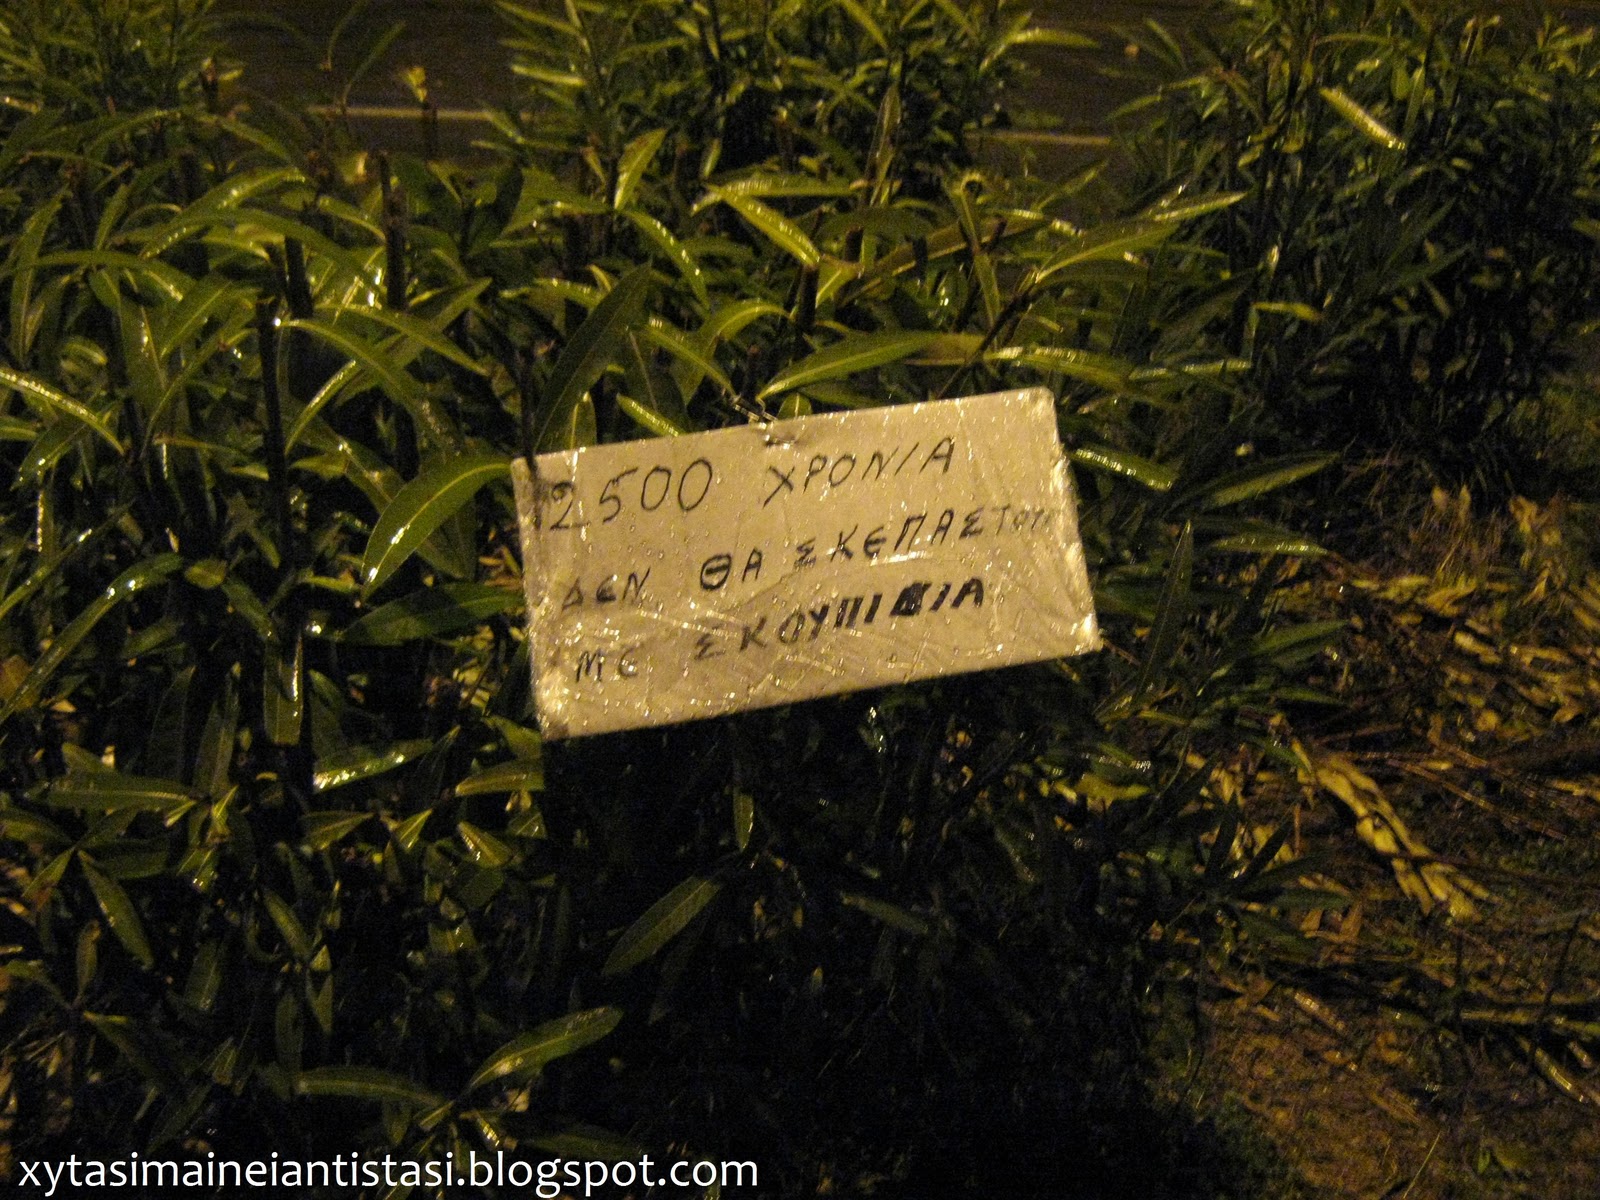 2500 ΧΡΟΝΙΑ
ΔΕΝ ΘΑ ΣΚΕΠΑΣΤΟΥΝ
ΜΕ ΣΚΟΥΠΙΔΙΑ
xytasimaineiantistasi.blogspot.com